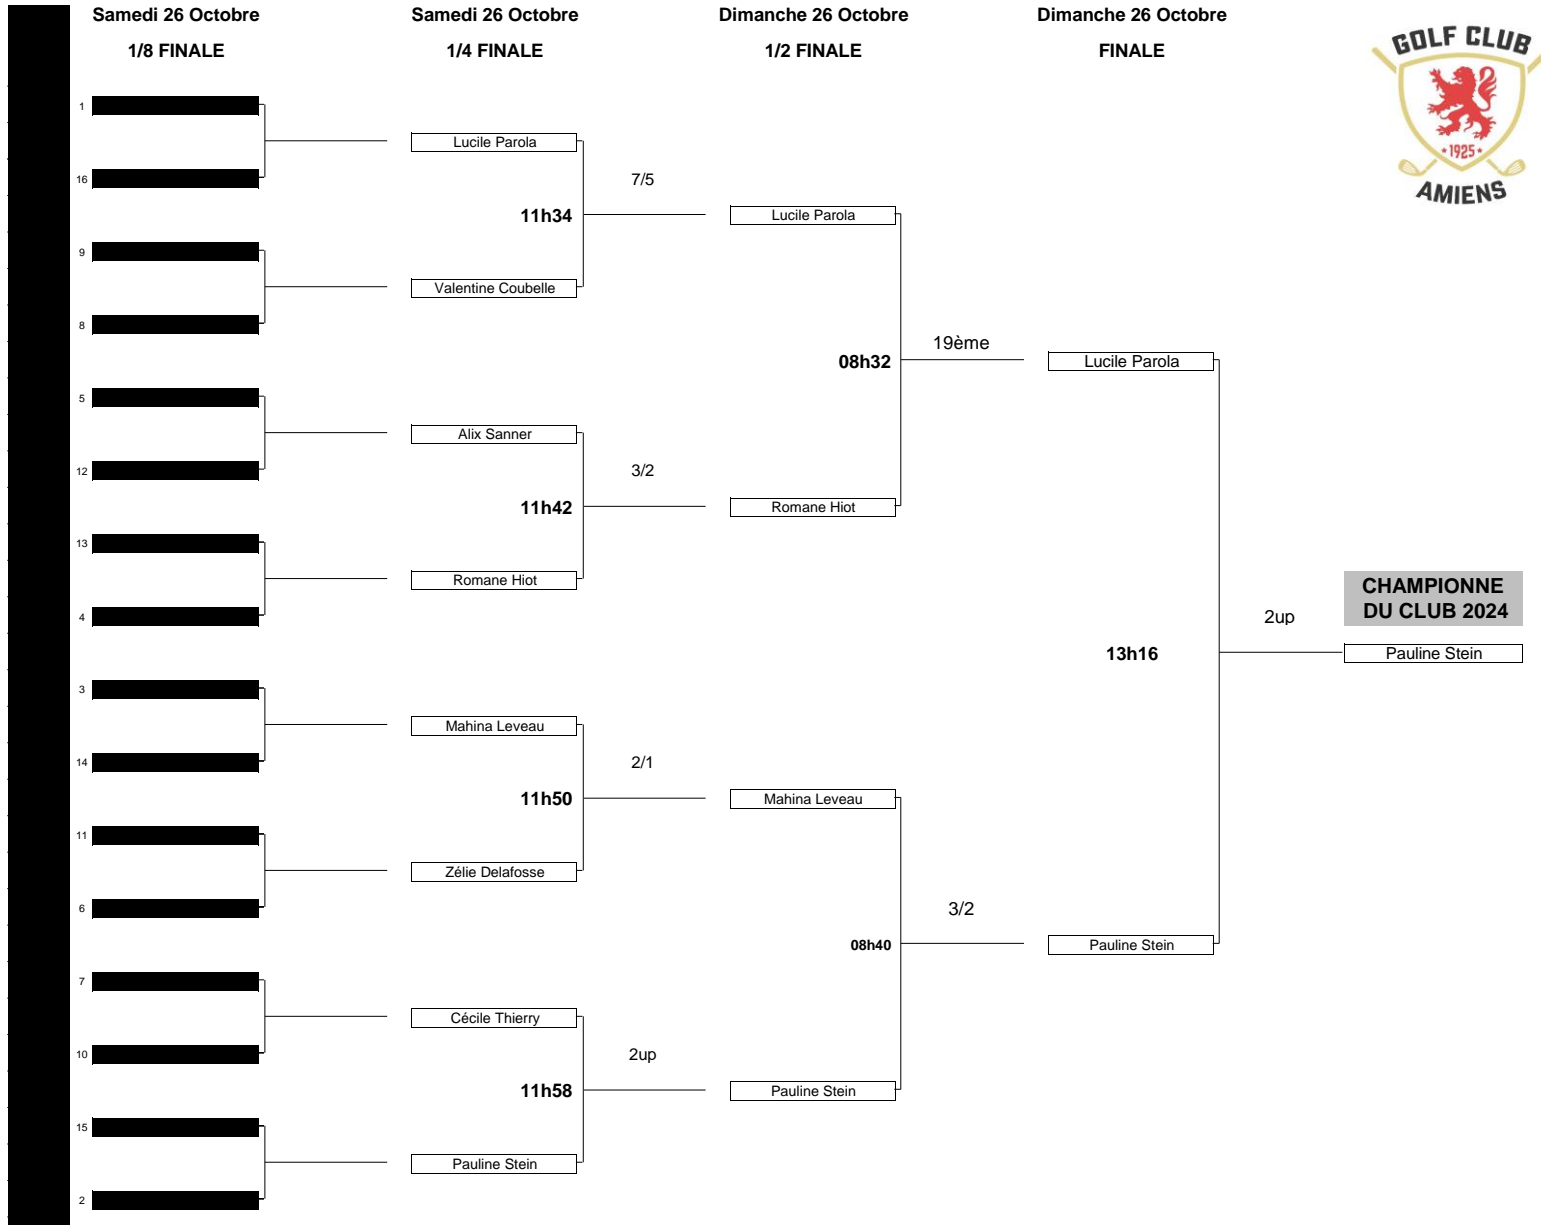 Samedi 26 Octobre
Samedi 26 Octobre
Dimanche 26 Octobre
Dimanche 26 Octobre
1/8 FINALE
1/4 FINALE
1/2 FINALE
FINALE
GOLF CLUB
1925
AMIENS
1
Lucile Parola
16
7/5
11h34
Lucile Parola
9
Valentine Coubelle
8
19ème
08h32
Lucile Parola
5
Alix Sanner
12
3/2
11h42
Romane Hiot
13
Romane Hiot
4
CHAMPIONNE
DU CLUB 2024
2up
13h16
Pauline Stein
3
Mahina Leveau
14
2/1
11h50
Mahina Leveau
11
Zélie Delafosse
6
3/2
08h40
Pauline Stein
7
Cécile Thierry
10
2up
11h58
Pauline Stein
15
Pauline Stein
2